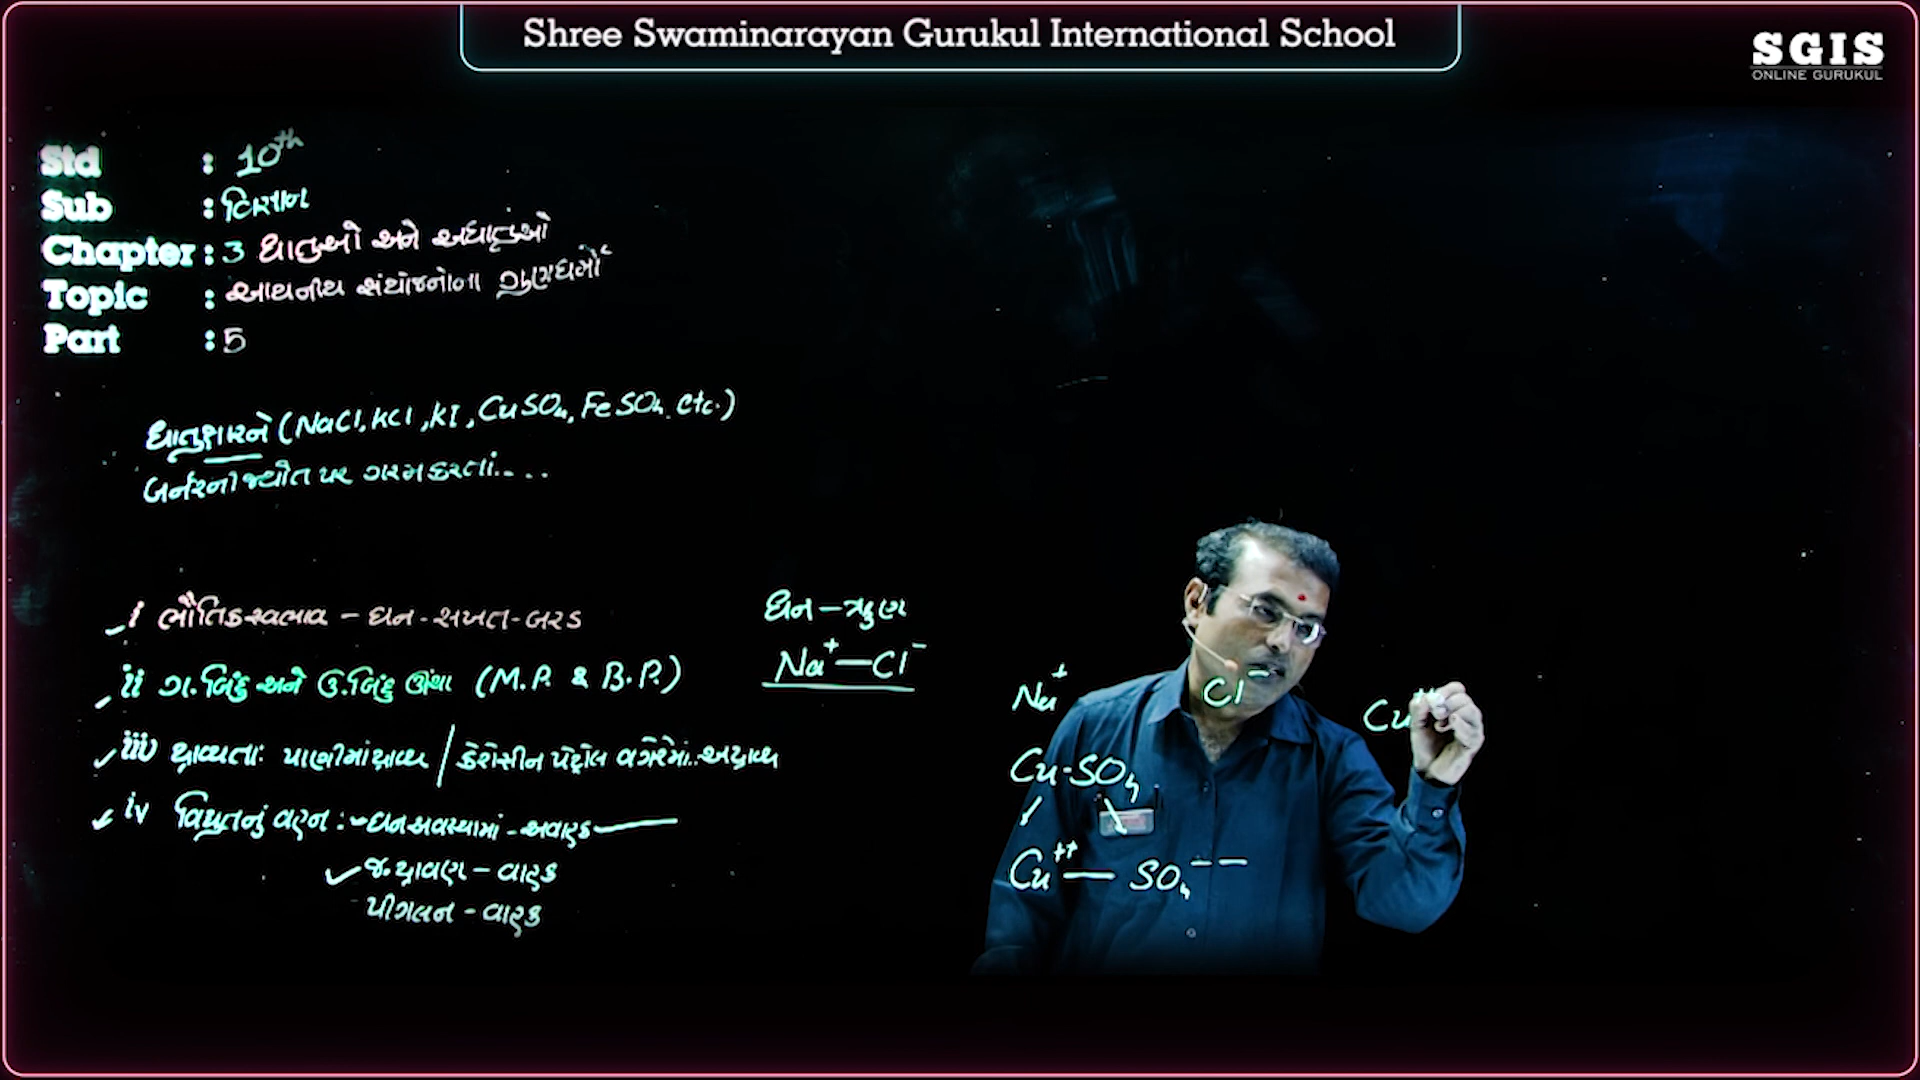 Shree Swaminarayan Gurukul International School
SGIS
ONLINE GURUKUL
Std : 10th
Sub : વિજ્ઞાન
Chapter : 3 ધાતુઓ અને અધાતુઓ
Topic : આયનીય સંયોજનોના ગુણધર્મો
Part : 5
ધાતુક્ષારને (NaCl, KCl, KI, CuSO4, FeSO4 etc.)
બર્નરની જ્યોત પર ગરમ કરતાં....
i ભૌતિક સ્વભાવ - ઘન - સખત - બરડ
ii ગ. બિંદુ અને ઉ. બિંદુ ઊંચા (M.P. & B.P.)
iii દ્રાવ્યતા: પાણીમાં દ્રાવ્ય / કેરોસીન પેટ્રોલ વગેરેમાં..અદ્રાવ્ય
iv વિદ્યુતનું વહન :- ઘન અવસ્થામાં - અવાહક
જ. દ્રાવણ - વાહક
પીગલન - વાહક
ધન - ઋણ
Na+ — Cl-
Na+ Cl- Cu++
Cu-SO4
Cu++ — SO4--